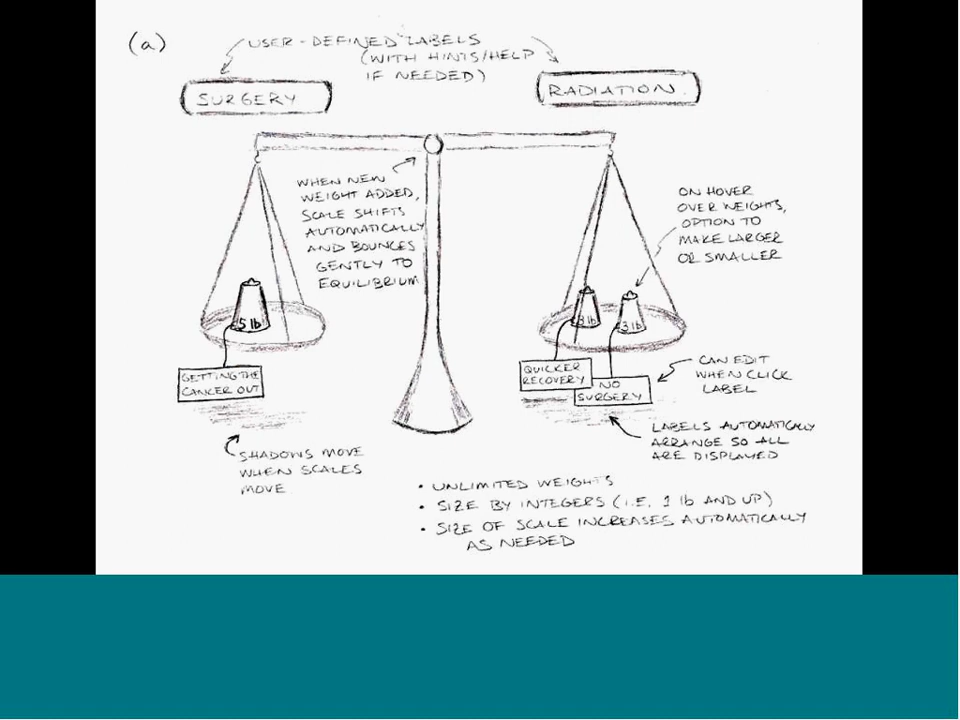 (a)
USER-DEFINED LABELS
(WITH HINTS/HELP
IF NEEDED)
SURGERY
RADIATION
WHEN NEW
WEIGHT ADDED,
SCALE SHIFTS
AUTOMATICALLY
AND BOUNCES
GENTLY TO
EQUILIBRIUM
ON HOVER
OVER WEIGHTS,
OPTION TO
MAKE LARGER
OR SMALLER
5 lb
3 lb
3 lb
GETTING THE
CANCER OUT
QUICKER
RECOVERY
NO
SURGERY
CAN EDIT
WHEN CLICK
LABEL
LABELS AUTOMATICALLY
ARRANGE SO ALL
ARE DISPLAYED
SHADOWS MOVE
WHEN SCALES
MOVE
• UNLIMITED WEIGHTS
• SIZE BY INTEGERS (I.E. 1 lb AND UP)
• SIZE OF SCALE INCREASES AUTOMATICALLY
AS NEEDED